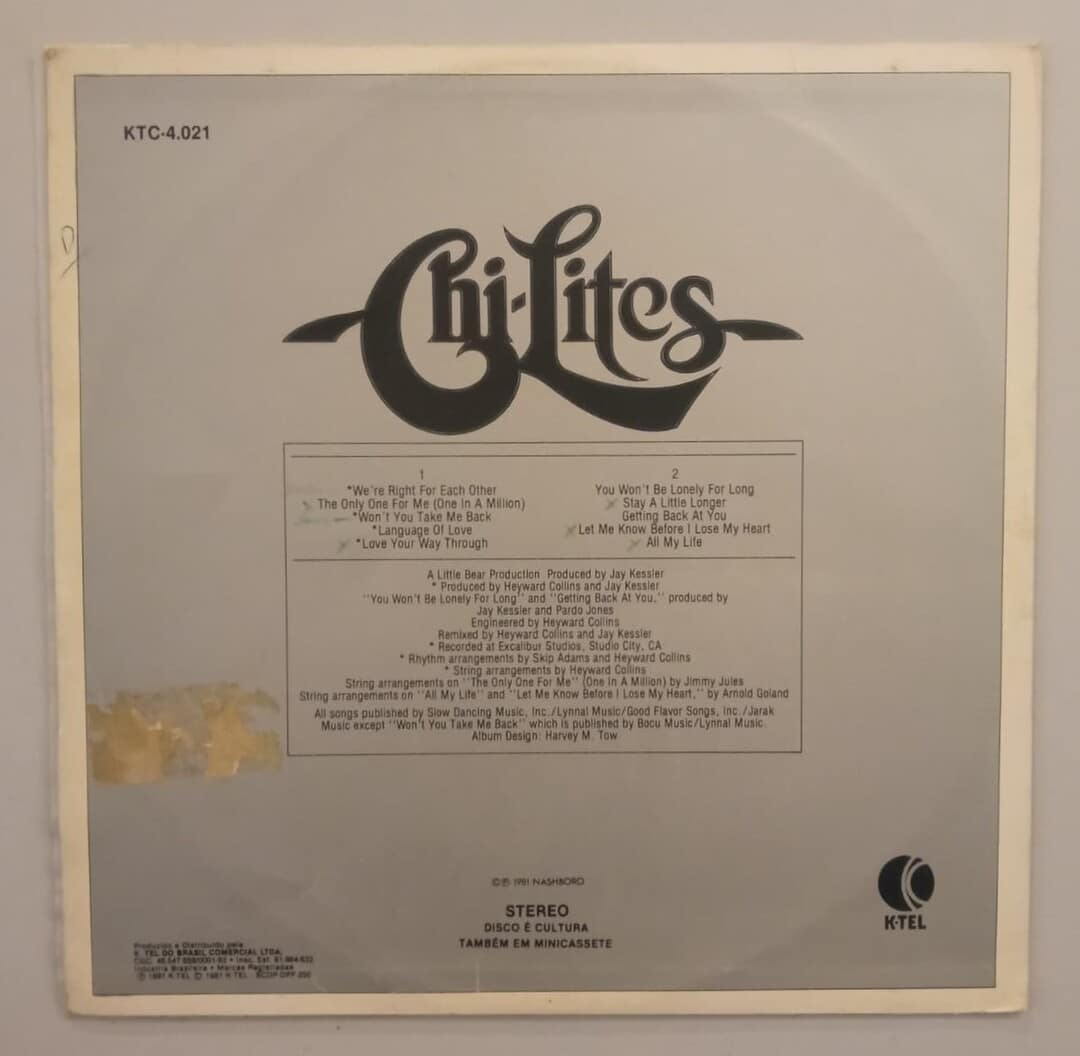 KTC-4.021
D
Chi-Lites
1
*We're Right For Each Other
The Only One For Me (One In A Million)
*Won't You Take Me Back
*Language Of Love
*Love Your Way Through
2
You Won't Be Lonely For Long
Stay A Little Longer
Getting Back At You
Let Me Know Before I Lose My Heart
All My Life
A Little Bear Production Produced by Jay Kessler
* Produced by Heyward Collins and Jay Kessler
"You Won't Be Lonely For Long" and "Getting Back At You," produced by
Jay Kessler and Pardo Jones
Engineered by Heyward Collins
Remixed by Heyward Collins and Jay Kessler
* Recorded at Excalibur Studios, Studio City, CA
* Rhythm arrangements by Skip Adams and Heyward Collins
* String arrangements by Heyward Collins
String arrangements on "The Only One For Me" (One In A Million) by Jimmy Jules
String arrangements on "All My Life" and "Let Me Know Before I Lose My Heart," by Arnold Goland
All songs published by Slow Dancing Music, Inc./Lynnal Music/Good Flavor Songs, Inc./Jarak
Music except "Won't You Take Me Back" which is published by Bocu Music/Lynnal Music.
Album Design: Harvey M. Tow
©℗ 1981 NASHBORO
STEREO
DISCO É CULTURA
TAMBÉM EM MINICASSETE
K-TEL
Produzido e Distribuído pela
K TEL DO BRASIL COMERCIAL LTDA.
Indústria Brasileira • Marcas Registradas
℗ 1981 K TEL © 1981 K TEL